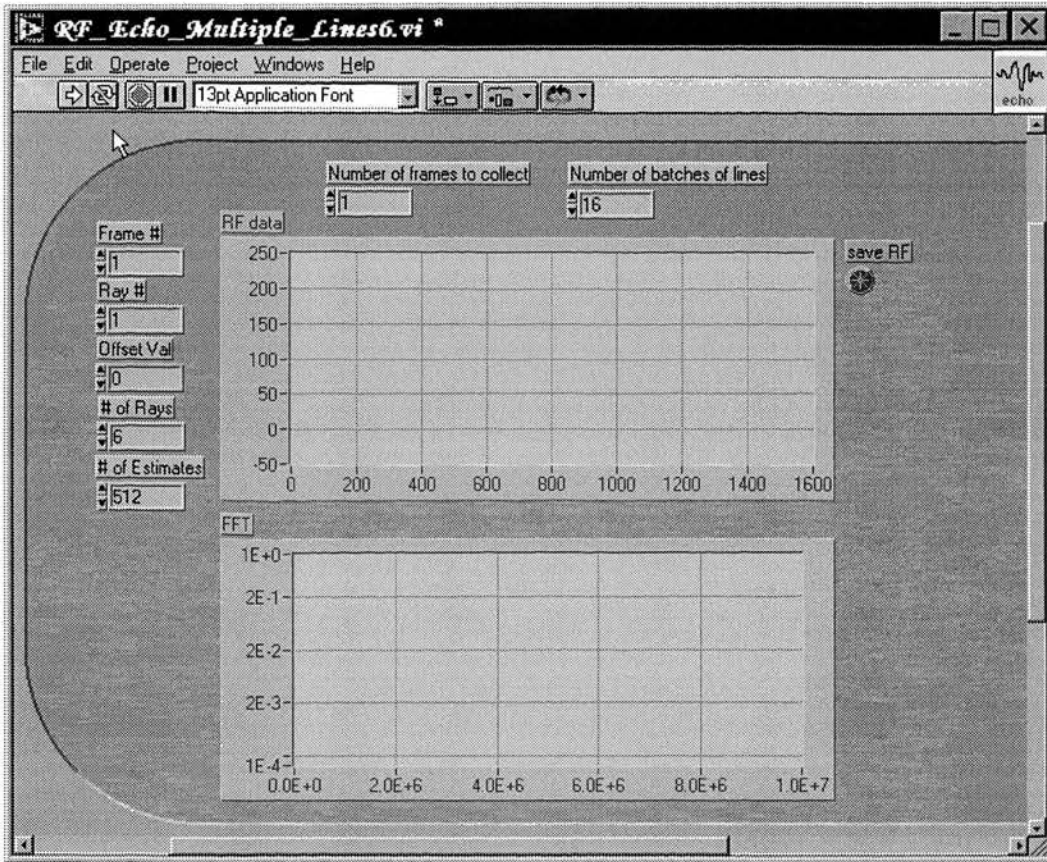 RF_Echo_Multiple_Lines6.vi *
File Edit Operate Project Windows Help
13pt Application Font
echo
Number of frames to collect
1
Number of batches of lines
16
Frame #
1
Ray #
1
Offset Val
0
# of Rays
6
# of Estimates
512
RF data
250
200
150
100
50
0
-50
0 200 400 600 800 1000 1200 1400 1600
save RF
FFT
1E+0
2E-1
2E-2
2E-3
1E-4
0.0E+0 2.0E+6 4.0E+6 6.0E+6 8.0E+6 1.0E+7